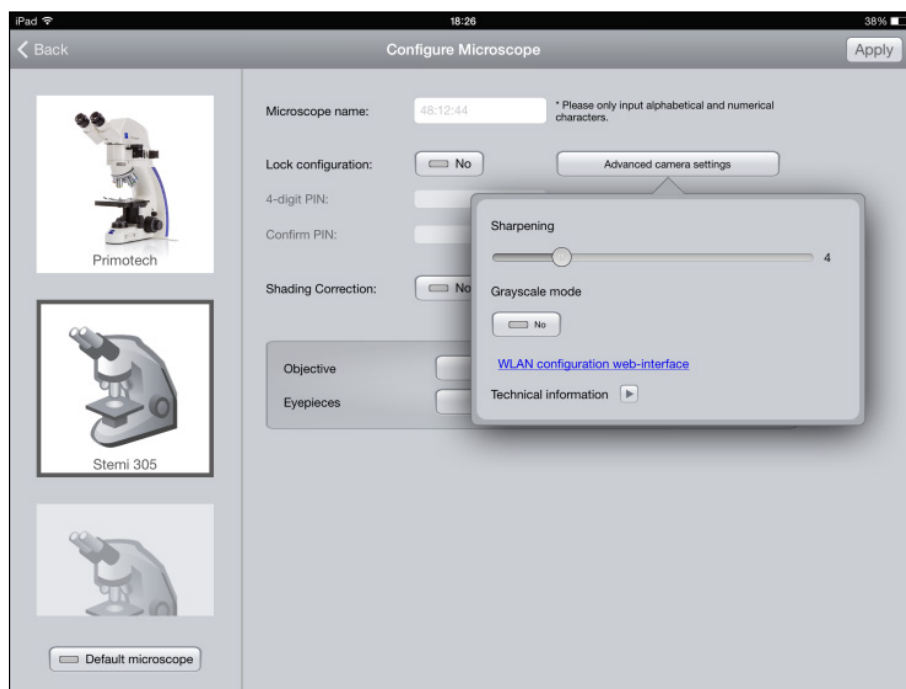 iPad 18:26 38%
Back Configure Microscope Apply
Microscope name: 48:12:44 * Please only input alphabetical and numerical
characters.
Lock configuration: No Advanced camera settings
4-digit PIN:
Confirm PIN:
Sharpening
4
Primotech
Shading Correction: No
Grayscale mode
No
WLAN configuration web-interface
Objective
Technical information
Eyepieces
Stemi 305
Default microscope